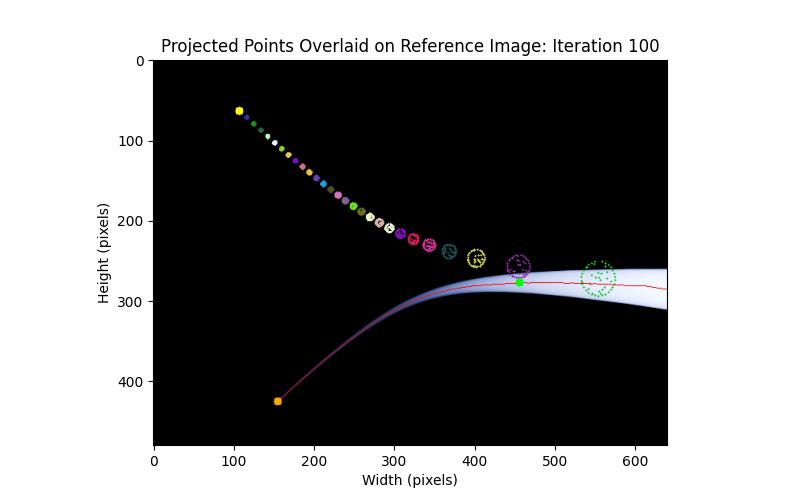 Projected Points Overlaid on Reference Image: Iteration 100
0
100
200
300
400
Height (pixels)
0 100 200 300 400 500 600
Width (pixels)